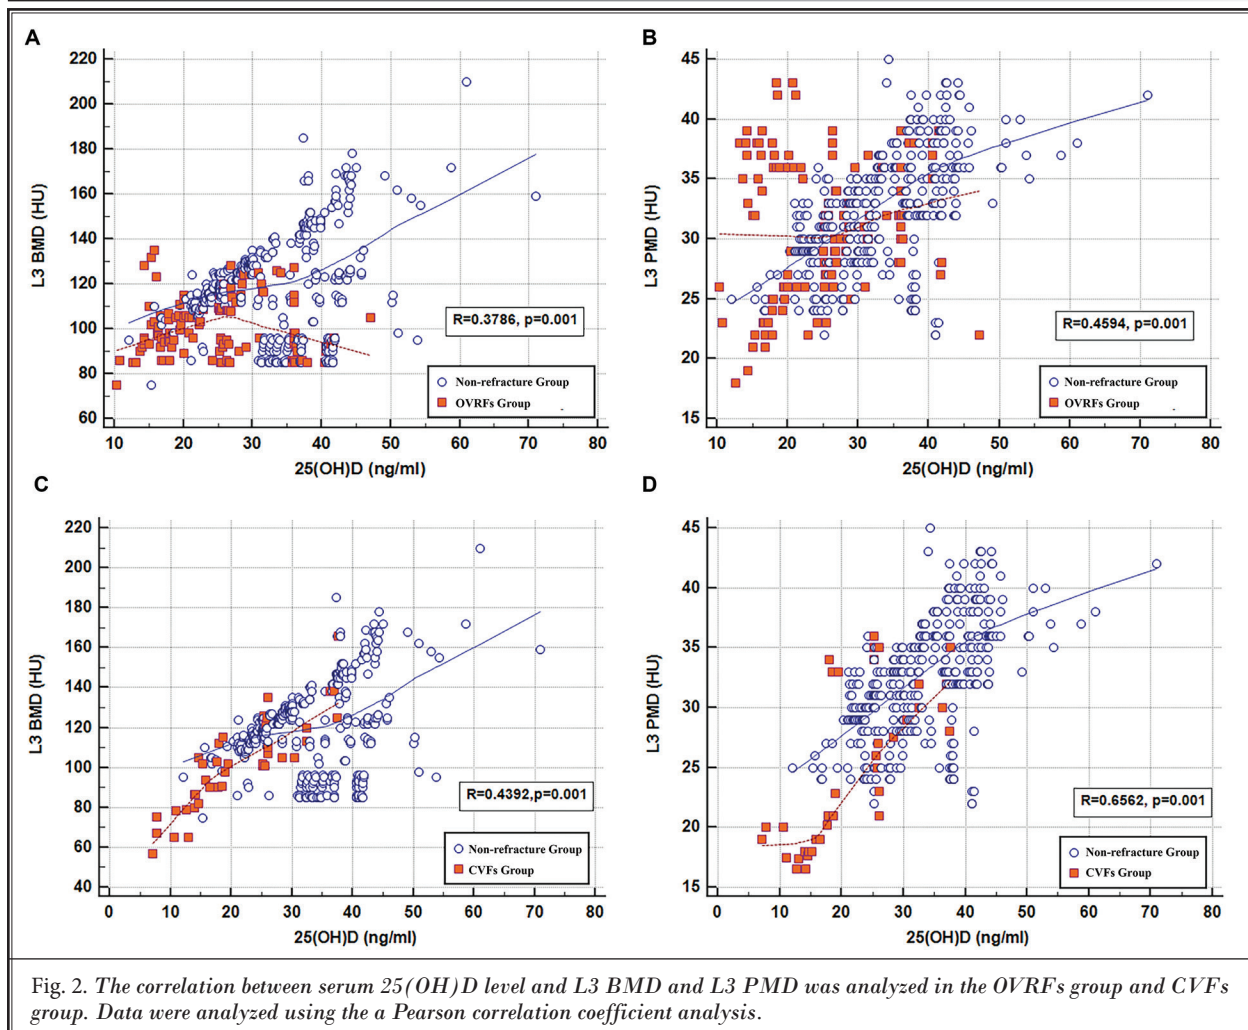 A
L3 BMD (HU)
220
200
180
160
140
120
100
80
60
10 20 30 40 50 60 70 80
25(OH)D (ng/ml)
R=0.3786, p=0.001
Non-refracture Group
OVRFs Group
B
L3 PMD (HU)
45
40
35
30
25
20
15
10 20 30 40 50 60 70 80
25(OH)D (ng/ml)
R=0.4594, p=0.001
Non-refracture Group
OVRFs Group
C
L3 BMD (HU)
220
200
180
160
140
120
100
80
60
40
0 10 20 30 40 50 60 70 80
25(OH)D (ng/ml)
R=0.4392,p=0.001
Non-refracture Group
CVFs Group
D
L3 PMD (HU)
45
40
35
30
25
20
15
0 10 20 30 40 50 60 70 80
25(OH)D (ng/ml)
R=0.6562, p=0.001
Non-refracture Group
CVFs Group
Fig. 2. The correlation between serum 25(OH)D level and L3 BMD and L3 PMD was analyzed in the OVRFs group and CVFs
group. Data were analyzed using the a Pearson correlation coefficient analysis.